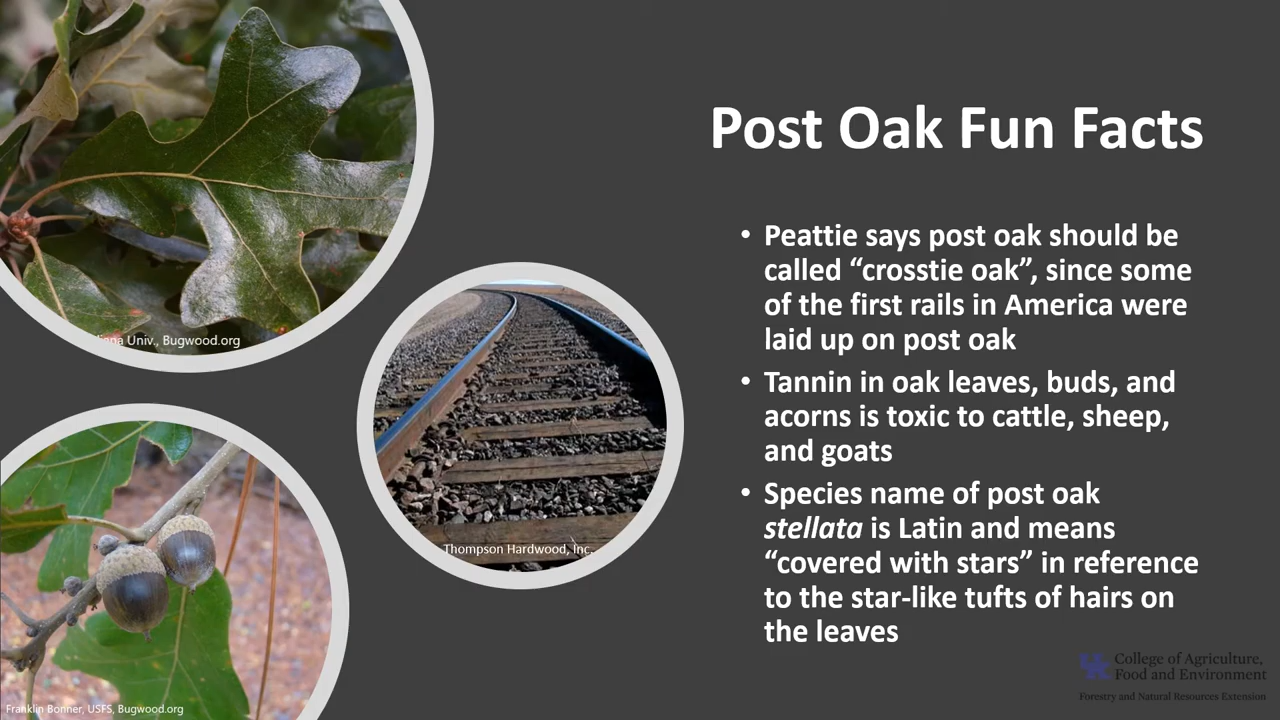 Post Oak Fun Facts
• Peattie says post oak should be
called “crosstie oak”, since some
of the first rails in America were
laid up on post oak
• Tannin in oak leaves, buds, and
acorns is toxic to cattle, sheep,
and goats
• Species name of post oak
stellata is Latin and means
“covered with stars” in reference
to the star-like tufts of hairs on
the leaves
Univ., Bugwood.org
Thompson Hardwood, Inc.
Franklin Bonner, USFS, Bugwood.org
UK College of Agriculture,
Food and Environment
Forestry and Natural Resources Extension